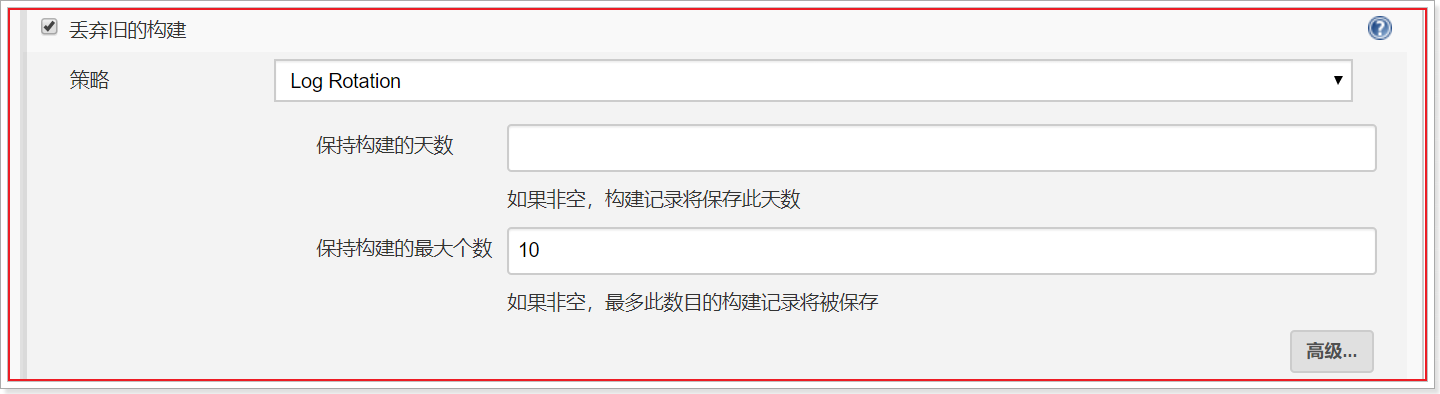 丢弃旧的构建
策略 Log Rotation
保持构建的天数
如果非空，构建记录将保存此天数
保持构建的最大个数 10
如果非空，最多此数目的构建记录将被保存
高级...